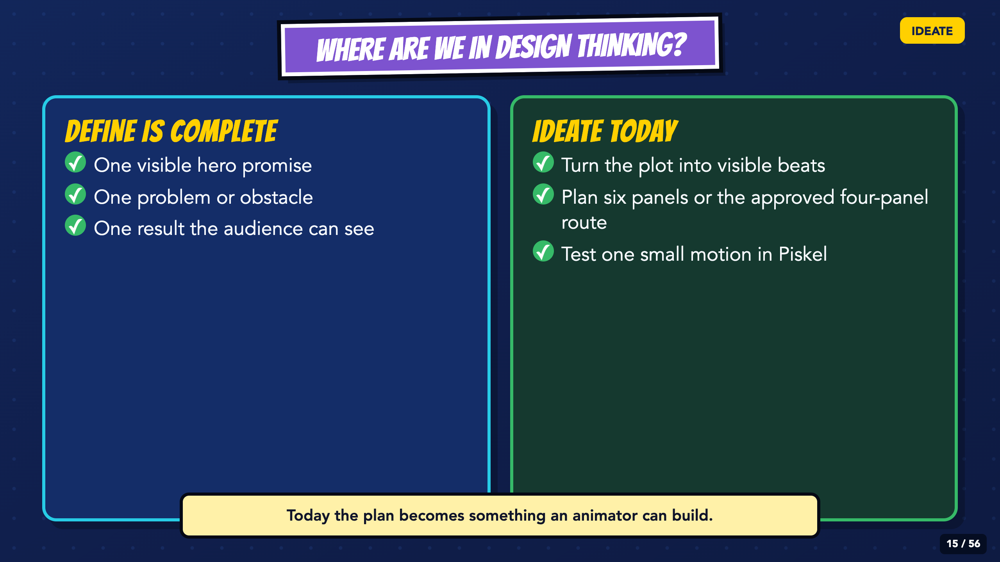 WHERE ARE WE IN DESIGN THINKING?
IDEATE
DEFINE IS COMPLETE
One visible hero promise
One problem or obstacle
One result the audience can see
IDEATE TODAY
Turn the plot into visible beats
Plan six panels or the approved four-panel
route
Test one small motion in Piskel
Today the plan becomes something an animator can build.
15 / 56